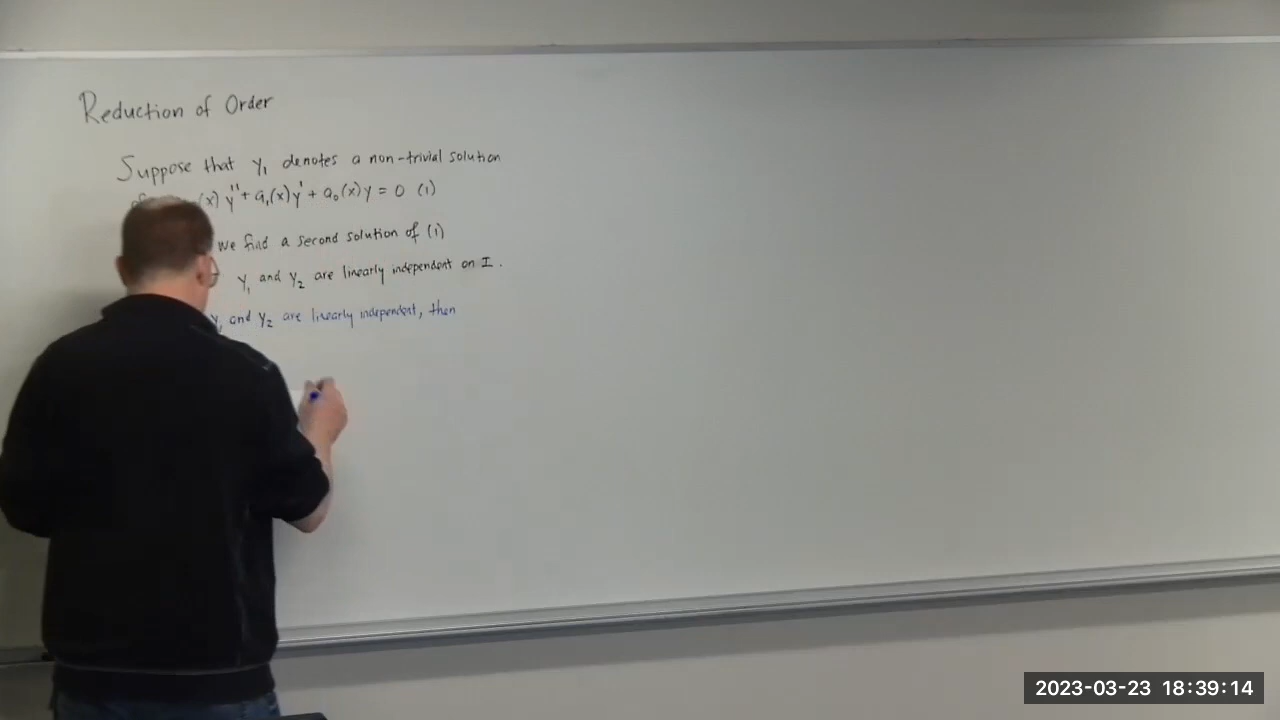 Reduction of Order
Suppose that y₁ denotes a non-trivial solution
(x) y'' + a₁(x)y' + a₀(x)y = 0 (1)
we find a second solution of (1)
y₁ and y₂ are linearly independent on I.
y₁ and y₂ are linearly independent, then
2023-03-23 18:39:14